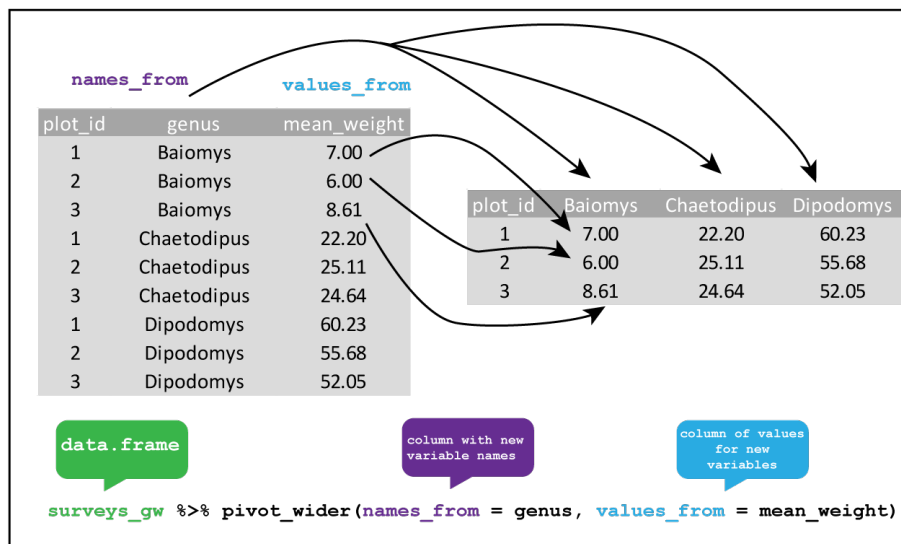 names_from values_from
plot_id genus mean_weight
1 Baiomys 7.00
2 Baiomys 6.00
3 Baiomys 8.61
1 Chaetodipus 22.20
2 Chaetodipus 25.11
3 Chaetodipus 24.64
1 Dipodomys 60.23
2 Dipodomys 55.68
3 Dipodomys 52.05
plot_id Baiomys Chaetodipus Dipodomys
1 7.00 22.20 60.23
2 6.00 25.11 55.68
3 8.61 24.64 52.05
data.frame
column with new
variable names
column of values
for new
variables
surveys_gw %>% pivot_wider(names_from = genus, values_from = mean_weight)